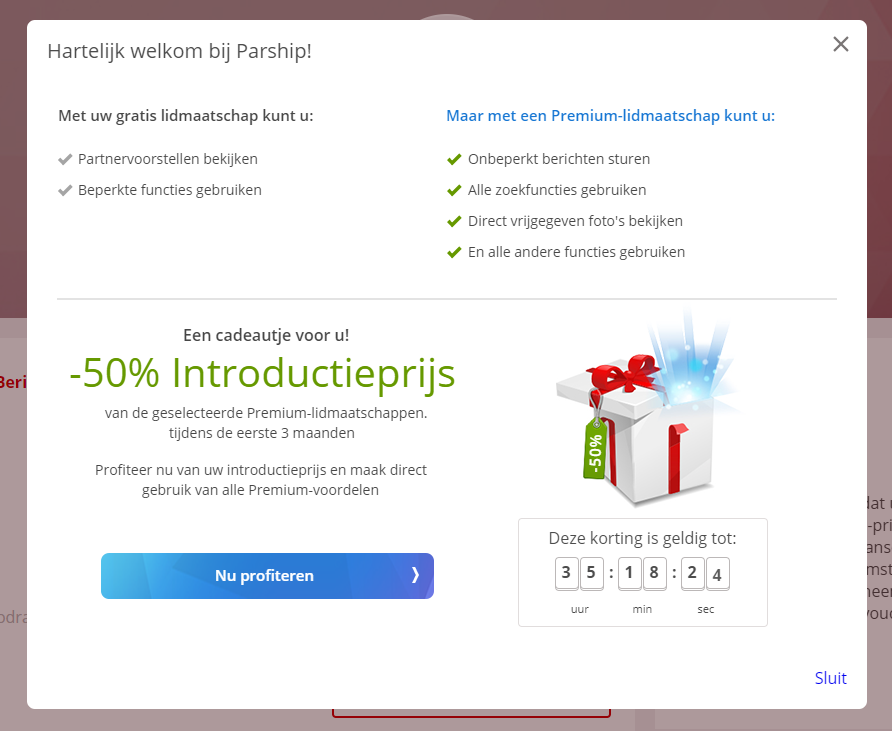 Hartelijk welkom bij Parship!
Met uw gratis lidmaatschap kunt u:
Partnervoorstellen bekijken
Beperkte functies gebruiken
Maar met een Premium-lidmaatschap kunt u:
Onbeperkt berichten sturen
Alle zoekfuncties gebruiken
Direct vrijgegeven foto's bekijken
En alle andere functies gebruiken
Een cadeautje voor u!
-50% Introductieprijs
van de geselecteerde Premium-lidmaatschappen.
tijdens de eerste 3 maanden
Profiteer nu van uw introductieprijs en maak direct
gebruik van alle Premium-voordelen
Nu profiteren
-50%
Deze korting is geldig tot:
35 : 18 : 24
uur min sec
Sluit